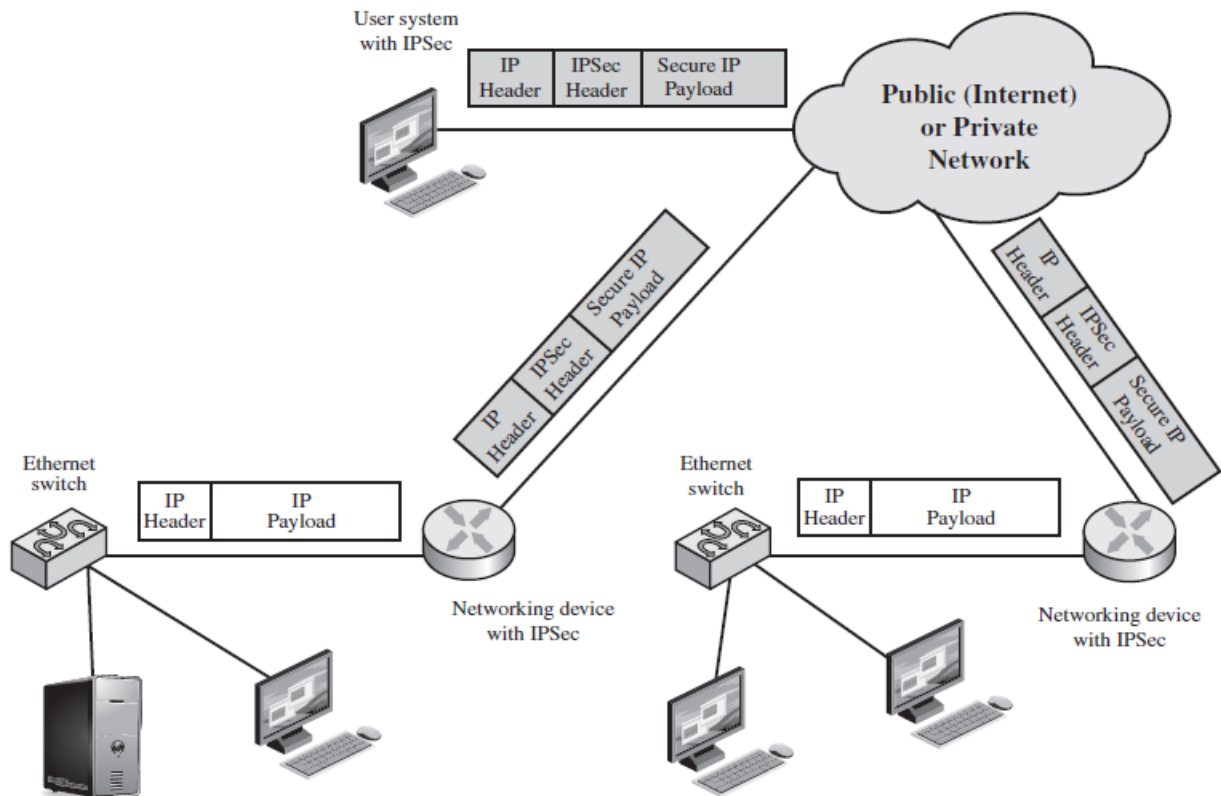 User system
with IPSec
IP
Header
IPSec
Header
Secure IP
Payload
Public (Internet)
or Private
Network
IP
Header
IPSec
Header
Secure IP
Payload
IP
Header
IPSec
Header
Secure IP
Payload
Ethernet
switch
IP
Header
IP
Payload
Networking device
with IPSec
Ethernet
switch
IP
Header
IP
Payload
Networking device
with IPSec